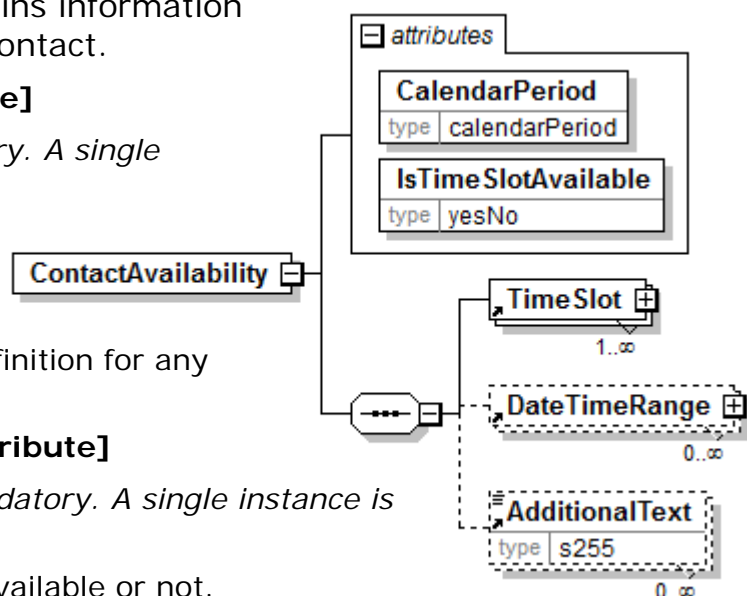 ins information
ontact.
e]
ry. A single
finition for any
ribute]
datory. A single instance is
vailable or not.
attributes
CalendarPeriod
type calendarPeriod
IsTimeSlotAvailable
type yesNo
ContactAvailability
TimeSlot
1..∞
DateTimeRange
0..∞
AdditionalText
type s255
0..∞